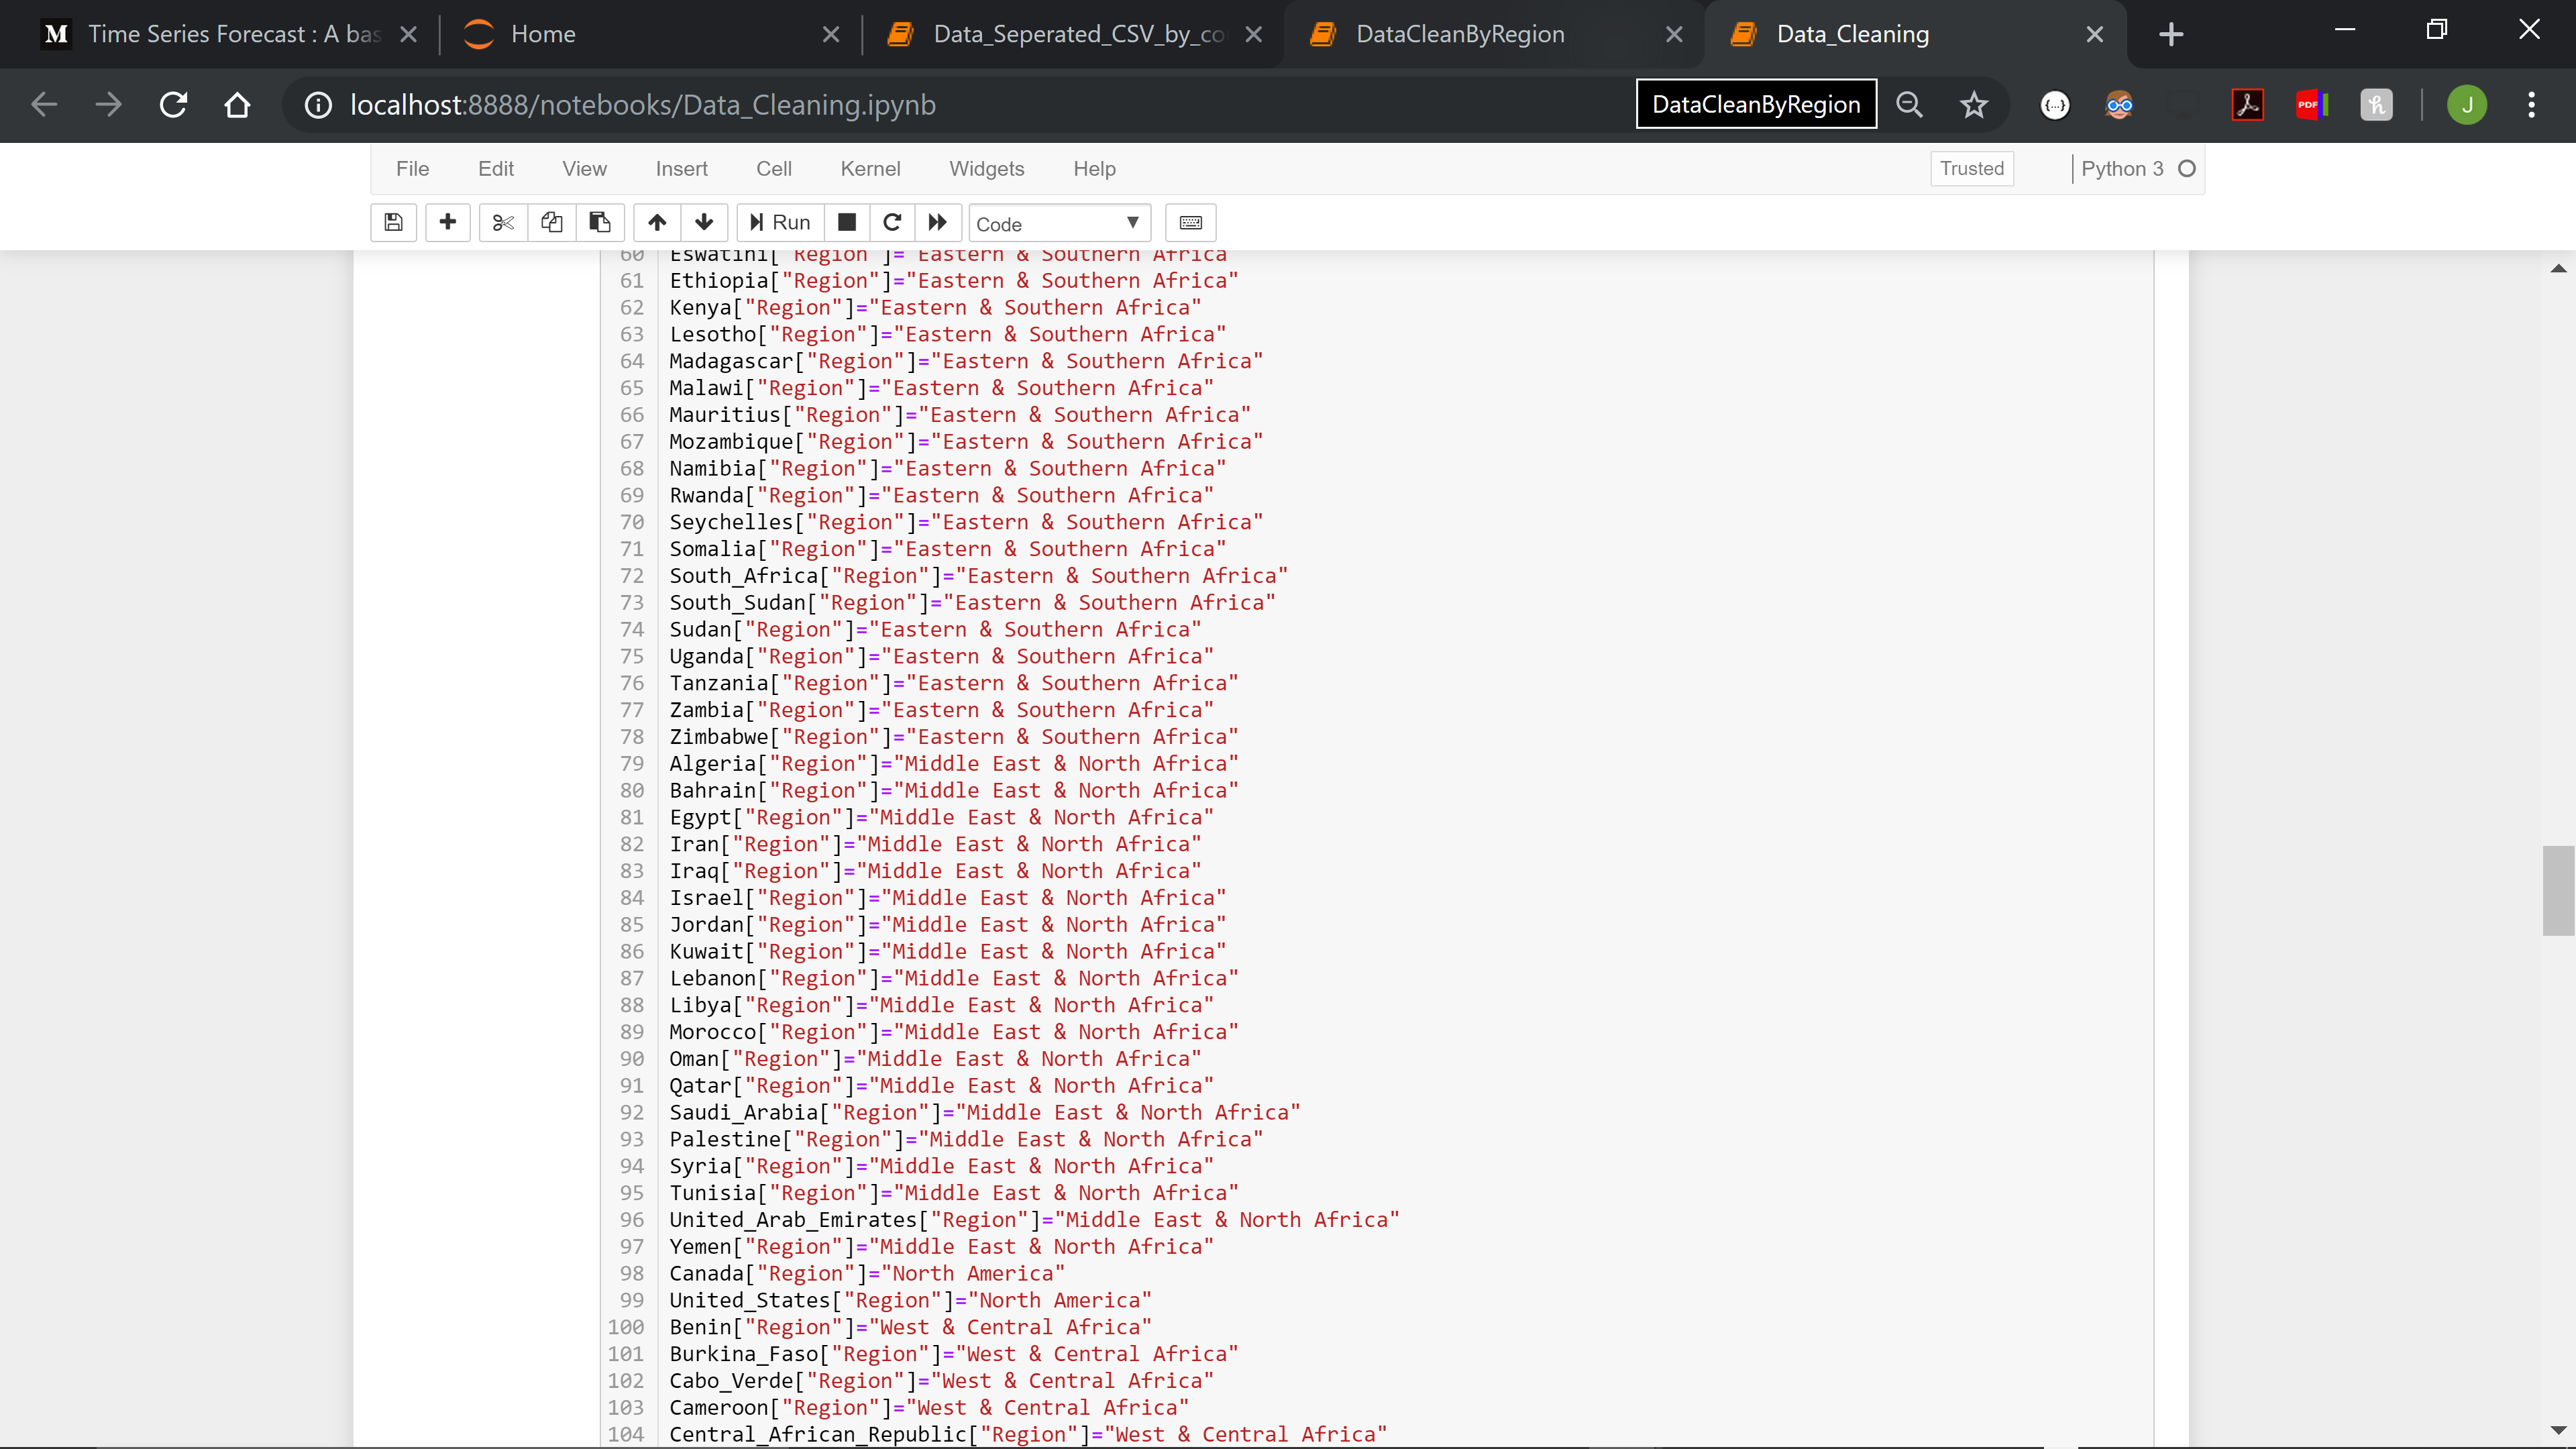 M Time Series Forecast : A bas
Home
Data_Seperated_CSV_by_co
DataCleanByRegion
Data_Cleaning
localhost:8888/notebooks/Data_Cleaning.ipynb
DataCleanByRegion
PDF
J
File Edit View Insert Cell Kernel Widgets Help Trusted Python 3
Run Code
60 Eswatini["Region"]="Eastern & Southern Africa"
61 Ethiopia["Region"]="Eastern & Southern Africa"
62 Kenya["Region"]="Eastern & Southern Africa"
63 Lesotho["Region"]="Eastern & Southern Africa"
64 Madagascar["Region"]="Eastern & Southern Africa"
65 Malawi["Region"]="Eastern & Southern Africa"
66 Mauritius["Region"]="Eastern & Southern Africa"
67 Mozambique["Region"]="Eastern & Southern Africa"
68 Namibia["Region"]="Eastern & Southern Africa"
69 Rwanda["Region"]="Eastern & Southern Africa"
70 Seychelles["Region"]="Eastern & Southern Africa"
71 Somalia["Region"]="Eastern & Southern Africa"
72 South_Africa["Region"]="Eastern & Southern Africa"
73 South_Sudan["Region"]="Eastern & Southern Africa"
74 Sudan["Region"]="Eastern & Southern Africa"
75 Uganda["Region"]="Eastern & Southern Africa"
76 Tanzania["Region"]="Eastern & Southern Africa"
77 Zambia["Region"]="Eastern & Southern Africa"
78 Zimbabwe["Region"]="Eastern & Southern Africa"
79 Algeria["Region"]="Middle East & North Africa"
80 Bahrain["Region"]="Middle East & North Africa"
81 Egypt["Region"]="Middle East & North Africa"
82 Iran["Region"]="Middle East & North Africa"
83 Iraq["Region"]="Middle East & North Africa"
84 Israel["Region"]="Middle East & North Africa"
85 Jordan["Region"]="Middle East & North Africa"
86 Kuwait["Region"]="Middle East & North Africa"
87 Lebanon["Region"]="Middle East & North Africa"
88 Libya["Region"]="Middle East & North Africa"
89 Morocco["Region"]="Middle East & North Africa"
90 Oman["Region"]="Middle East & North Africa"
91 Qatar["Region"]="Middle East & North Africa"
92 Saudi_Arabia["Region"]="Middle East & North Africa"
93 Palestine["Region"]="Middle East & North Africa"
94 Syria["Region"]="Middle East & North Africa"
95 Tunisia["Region"]="Middle East & North Africa"
96 United_Arab_Emirates["Region"]="Middle East & North Africa"
97 Yemen["Region"]="Middle East & North Africa"
98 Canada["Region"]="North America"
99 United_States["Region"]="North America"
100 Benin["Region"]="West & Central Africa"
101 Burkina_Faso["Region"]="West & Central Africa"
102 Cabo_Verde["Region"]="West & Central Africa"
103 Cameroon["Region"]="West & Central Africa"
104 Central_African_Republic["Region"]="West & Central Africa"